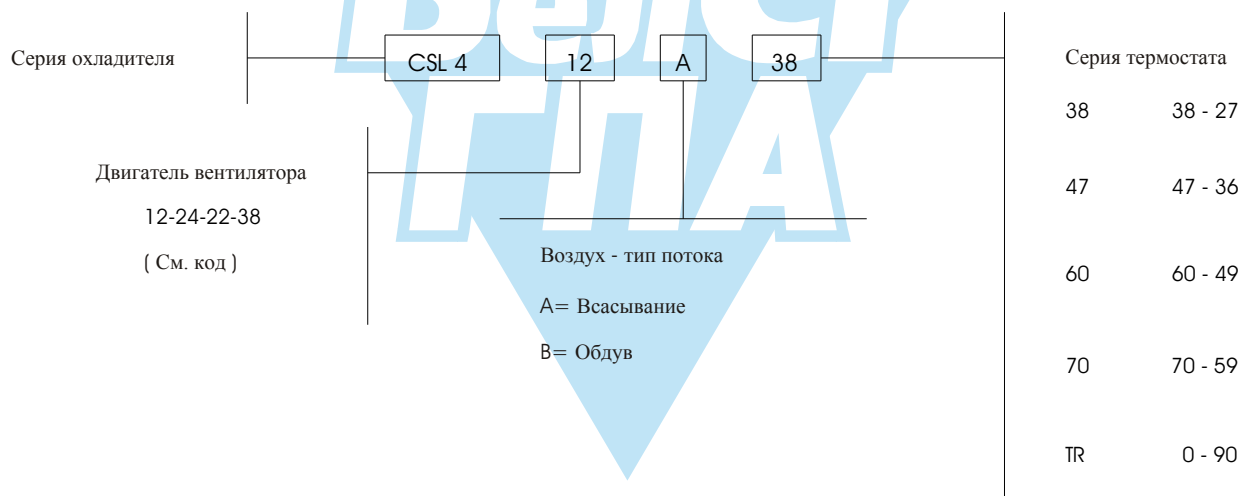 Серия охладителя
CSL 4 12 A 38
Серия термостата
38 38 - 27
47 47 - 36
60 60 - 49
70 70 - 59
TR 0 - 90
Двигатель вентилятора
12-24-22-38
( См. код )
Воздух - тип потока
A= Всасывание
B= Обдув
ГПА